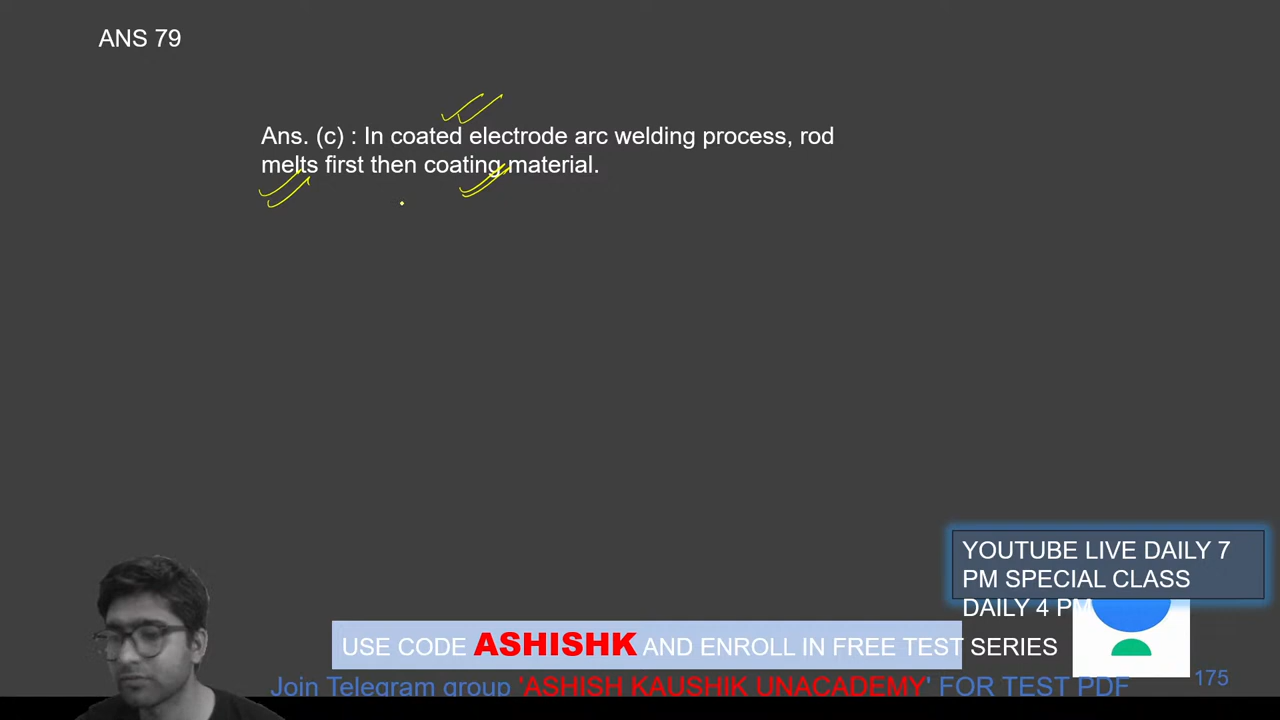 ANS 79
Ans. (c) : In coated electrode arc welding process, rod
melts first then coating material.
YOUTUBE LIVE DAILY 7
PM SPECIAL CLASS
DAILY 4 PM
USE CODE ASHISHK AND ENROLL IN FREE TEST SERIES
Join Telegram group 'ASHISH KAUSHIK UNACADEMY' FOR TEST PDF
175